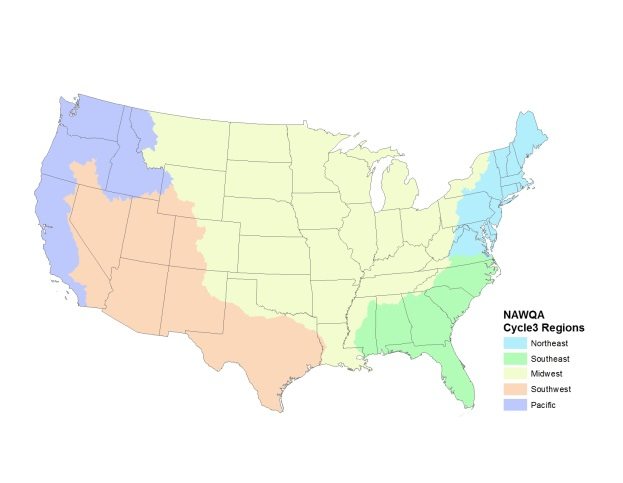 NAWQA
Cycle3 Regions
Northeast
Southeast
Midwest
Southwest
Pacific